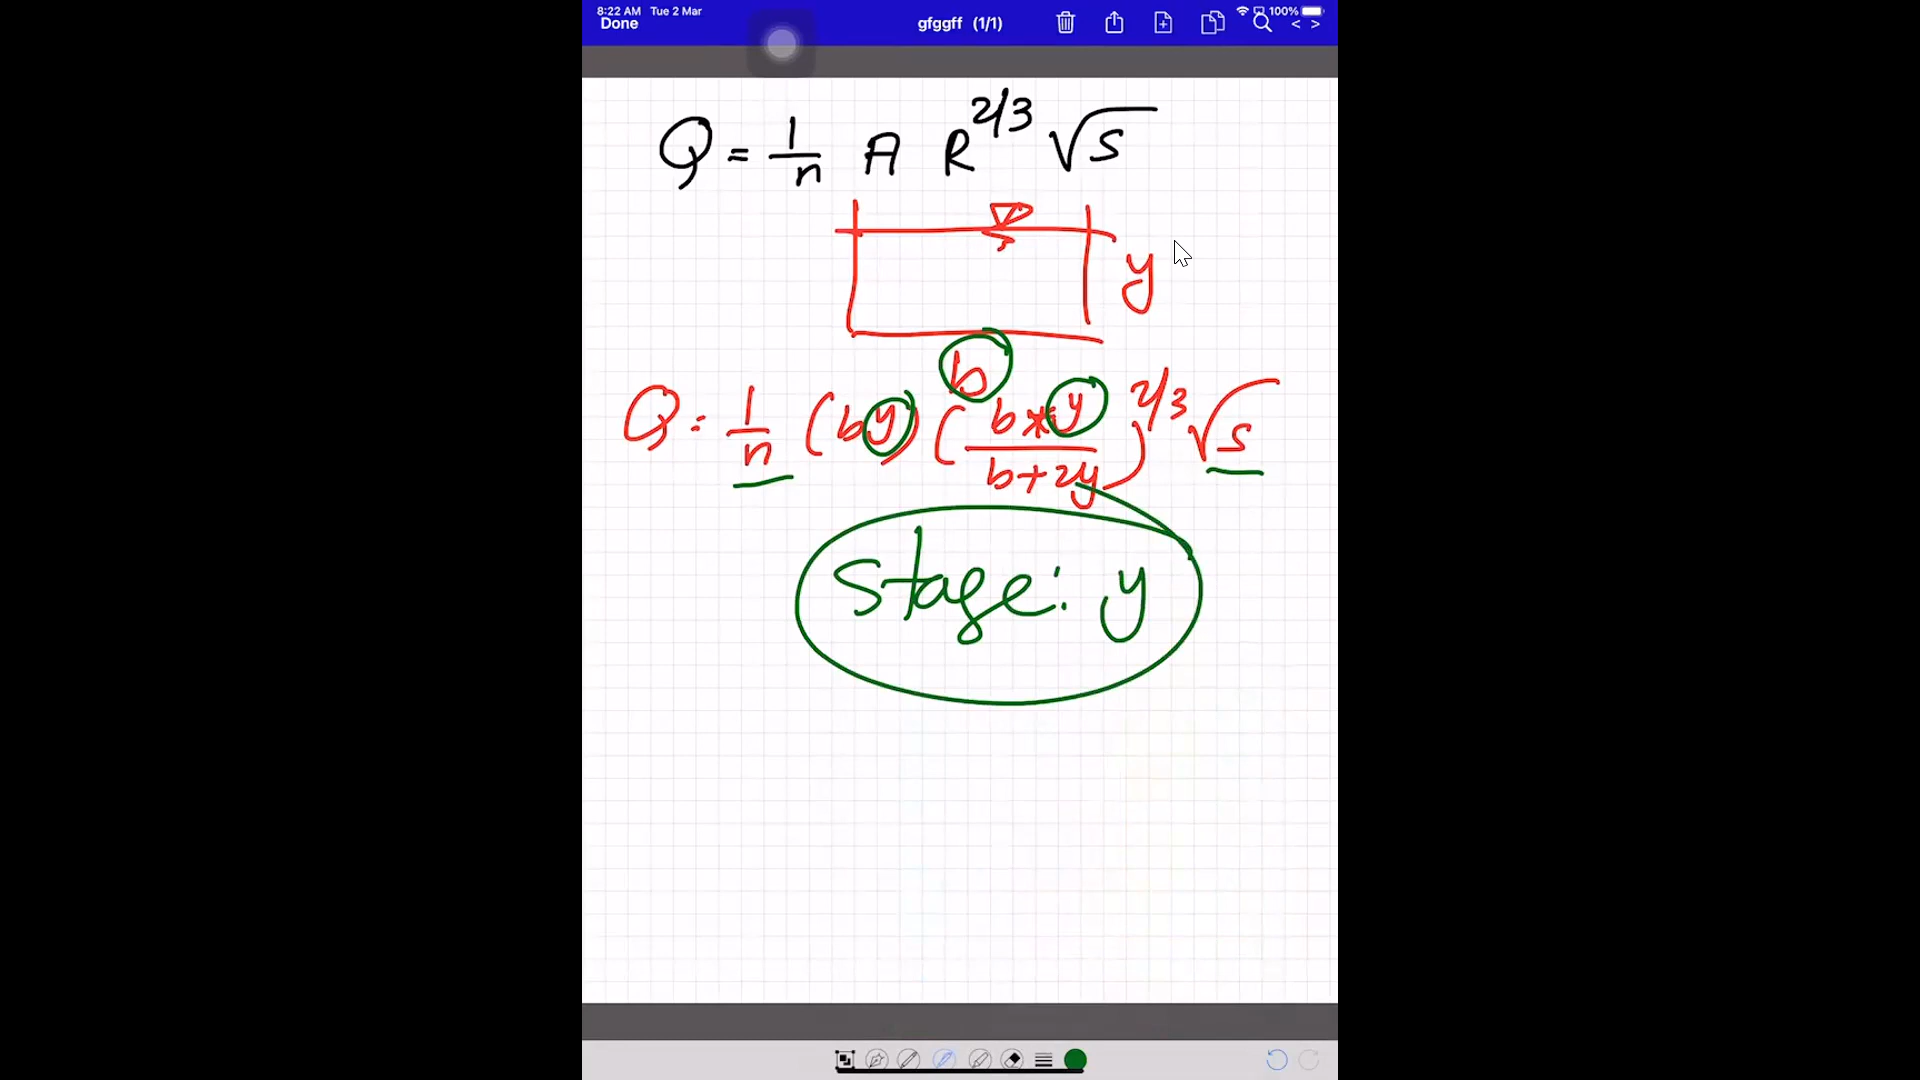 8:22 AM Tue 2 Mar 100%
Done gfggff (1/1) < >
Q = 1/n A R^2/3 √S
y
b
Q = 1/n (by) (b*y/b+2y)^2/3 √S
Stage: y